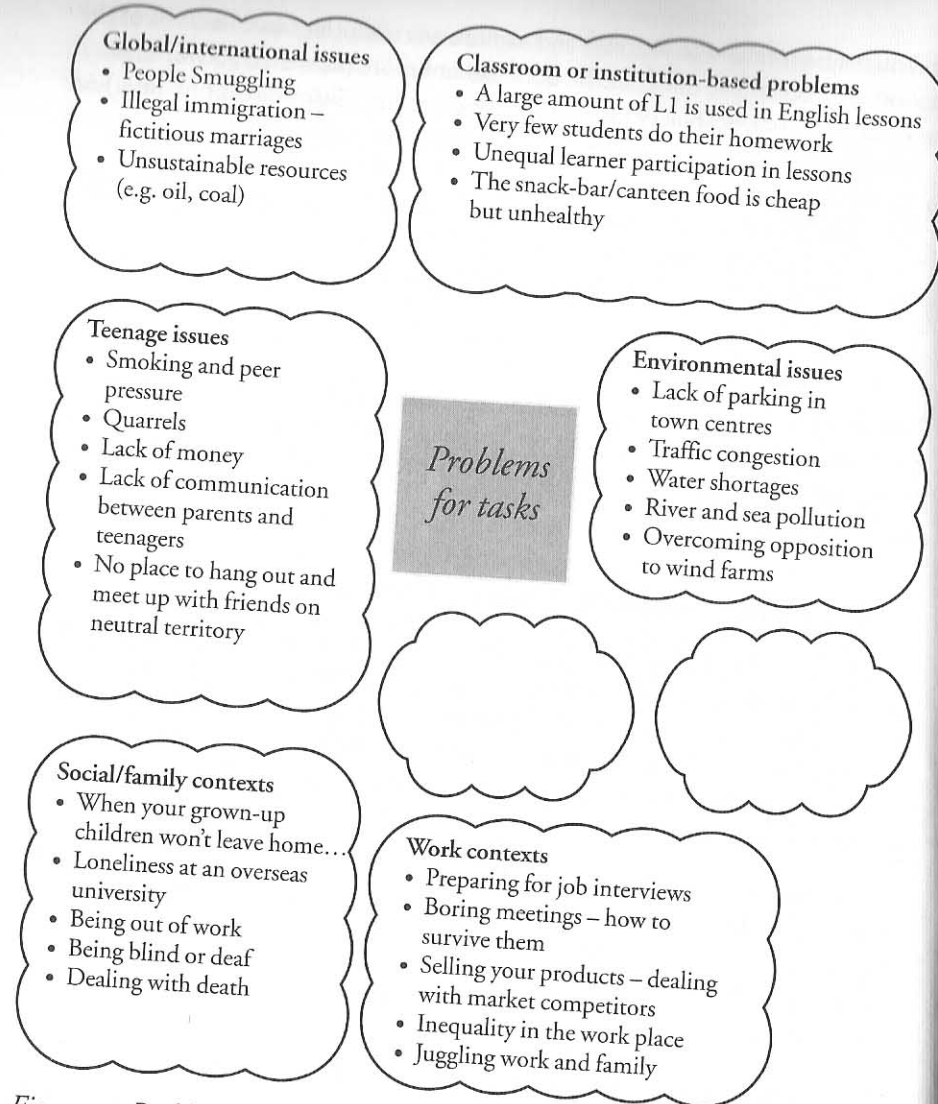 Global/international issues
• People Smuggling
• Illegal immigration –
fictitious marriages
• Unsustainable resources
(e.g. oil, coal)
Classroom or institution-based problems
• A large amount of L1 is used in English lessons
• Very few students do their homework
• Unequal learner participation in lessons
• The snack-bar/canteen food is cheap
but unhealthy
Teenage issues
• Smoking and peer
pressure
• Quarrels
• Lack of money
• Lack of communication
between parents and
teenagers
• No place to hang out and
meet up with friends on
neutral territory
Problems
for tasks
Environmental issues
• Lack of parking in
town centres
• Traffic congestion
• Water shortages
• River and sea pollution
• Overcoming opposition
to wind farms
Social/family contexts
• When your grown-up
children won't leave home…
• Loneliness at an overseas
university
• Being out of work
• Being blind or deaf
• Dealing with death
Work contexts
• Preparing for job interviews
• Boring meetings – how to
survive them
• Selling your products – dealing
with market competitors
• Inequality in the work place
• Juggling work and family